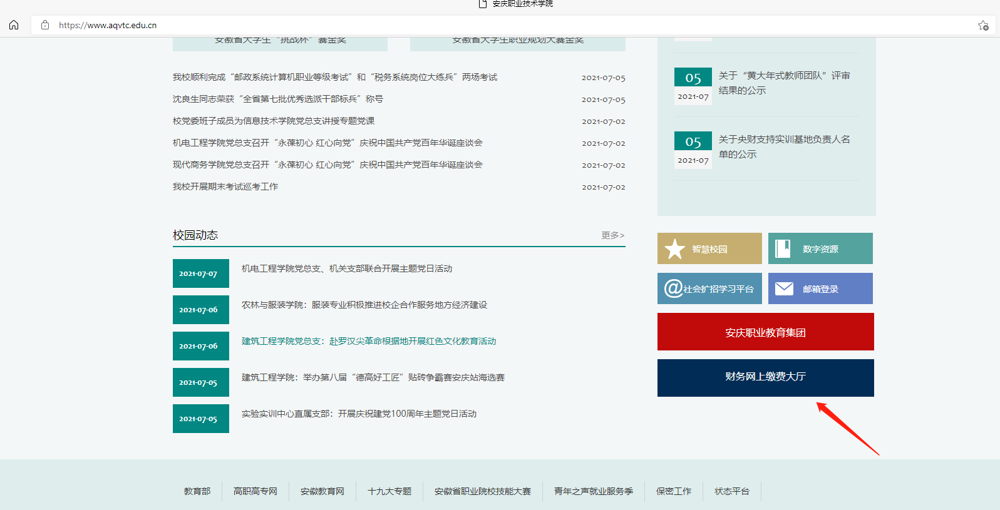 安庆职业技术学院
https://www.aqvtc.edu.cn
安徽省大学生“挑战杯”赛金奖
安徽省大学生职业规划大赛金奖
我校顺利完成“邮政系统计算机职业等级考试”和“税务系统岗位大练兵”两场考试 2021-07-05
沈良生同志荣获“全省第七批优秀选派干部标兵”称号 2021-07-05
校党委班子成员为信息技术学院党总支讲授专题党课 2021-07-02
机电工程学院党总支召开“永葆初心 红心向党”庆祝中国共产党百年华诞座谈会 2021-07-02
现代商务学院党总支召开“永葆初心 红心向党”庆祝中国共产党百年华诞座谈会 2021-07-02
我校开展期末考试巡考工作 2021-07-02
05
2021-07
关于“黄大年式教师团队”评审
结果的公示
05
2021-07
关于央财支持实训基地负责人名
单的公示
校园动态 更多>
2021-07-07 机电工程学院党总支、机关支部联合开展主题党日活动
2021-07-06 农林与服装学院：服装专业积极推进校企合作服务地方经济建设
2021-07-06 建筑工程学院党总支：赴罗汉尖革命根据地开展红色文化教育活动
2021-07-05 建筑工程学院：举办第八届“德高好工匠”贴砖争霸赛安庆站海选赛
2021-07-05 实验实训中心直属支部：开展庆祝建党100周年主题党日活动
智慧校园 数字资源
@社会扩招学习平台 邮箱登录
安庆职业教育集团
财务网上缴费大厅
教育部 高职高专网 安徽教育网 十九大专题 安徽省职业院校技能大赛 青年之声就业服务季 保密工作 状态平台